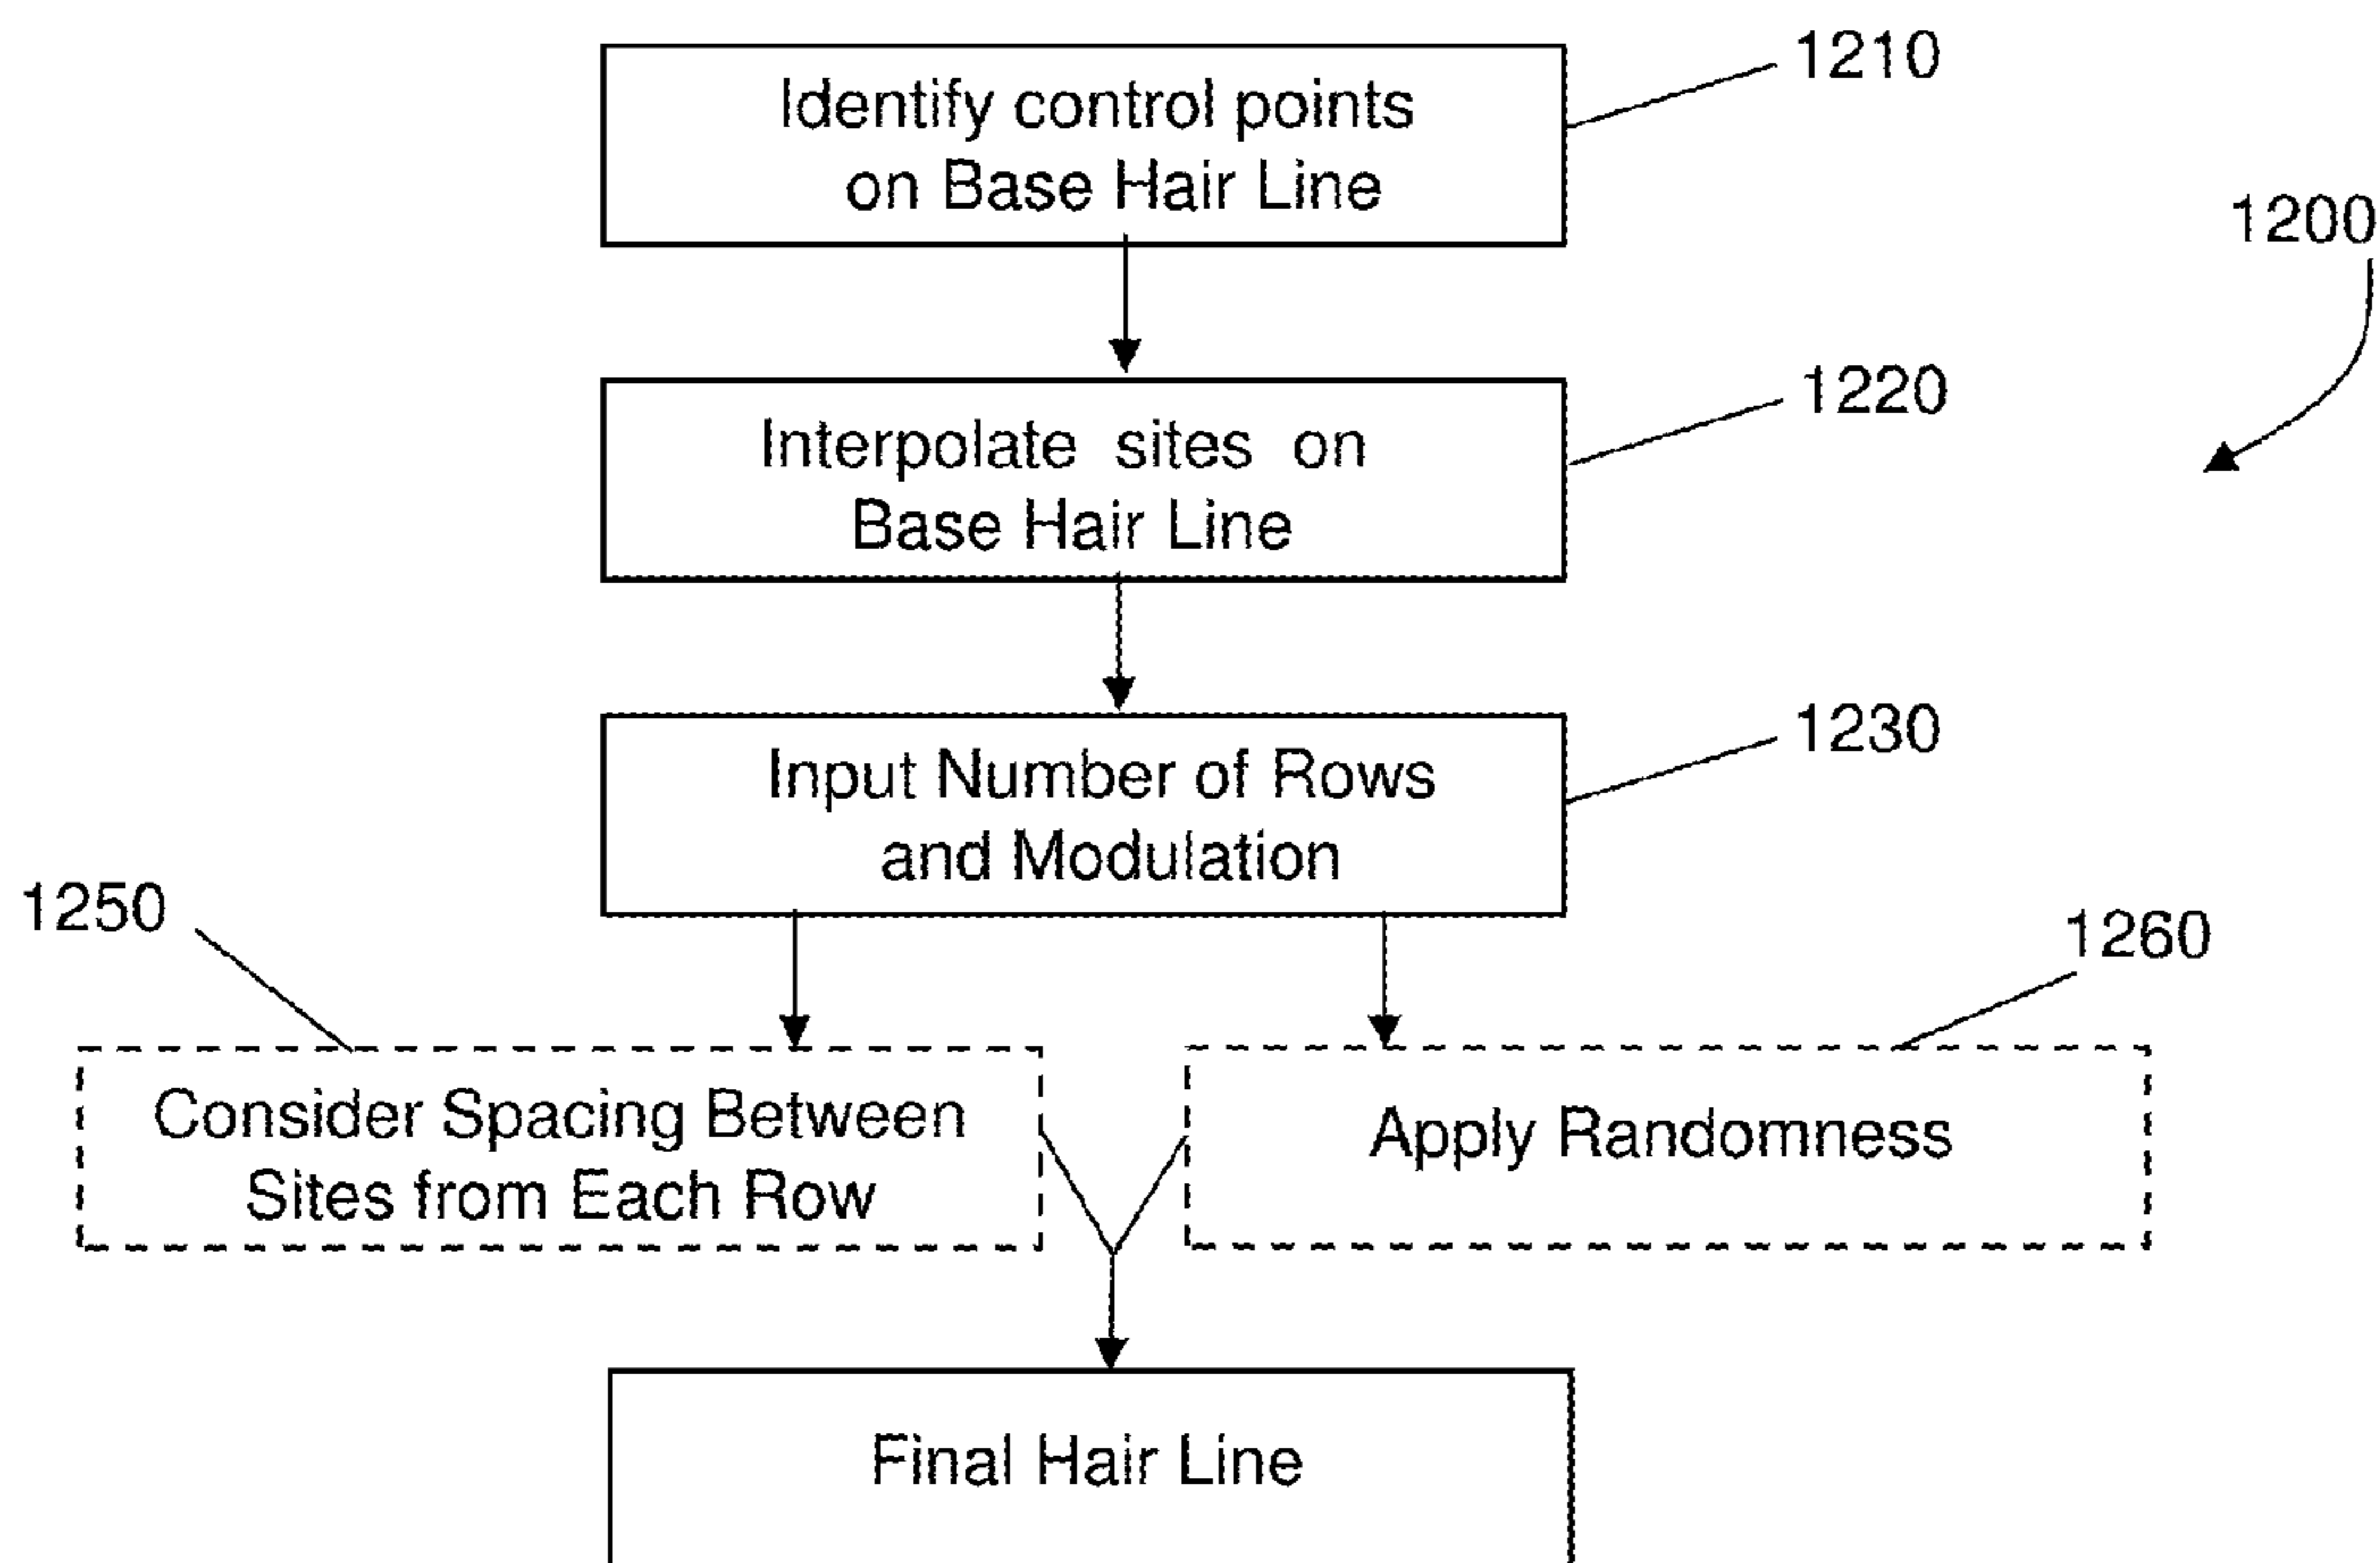 1210
Identify control points
on Base Hair Line
1200
1220
Interpolate sites on
Base Hair Line
1230
Input Number of Rows
and Modulation
1250
1260
Consider Spacing Between
Sites from Each Row
Apply Randomness
Final Hair Line